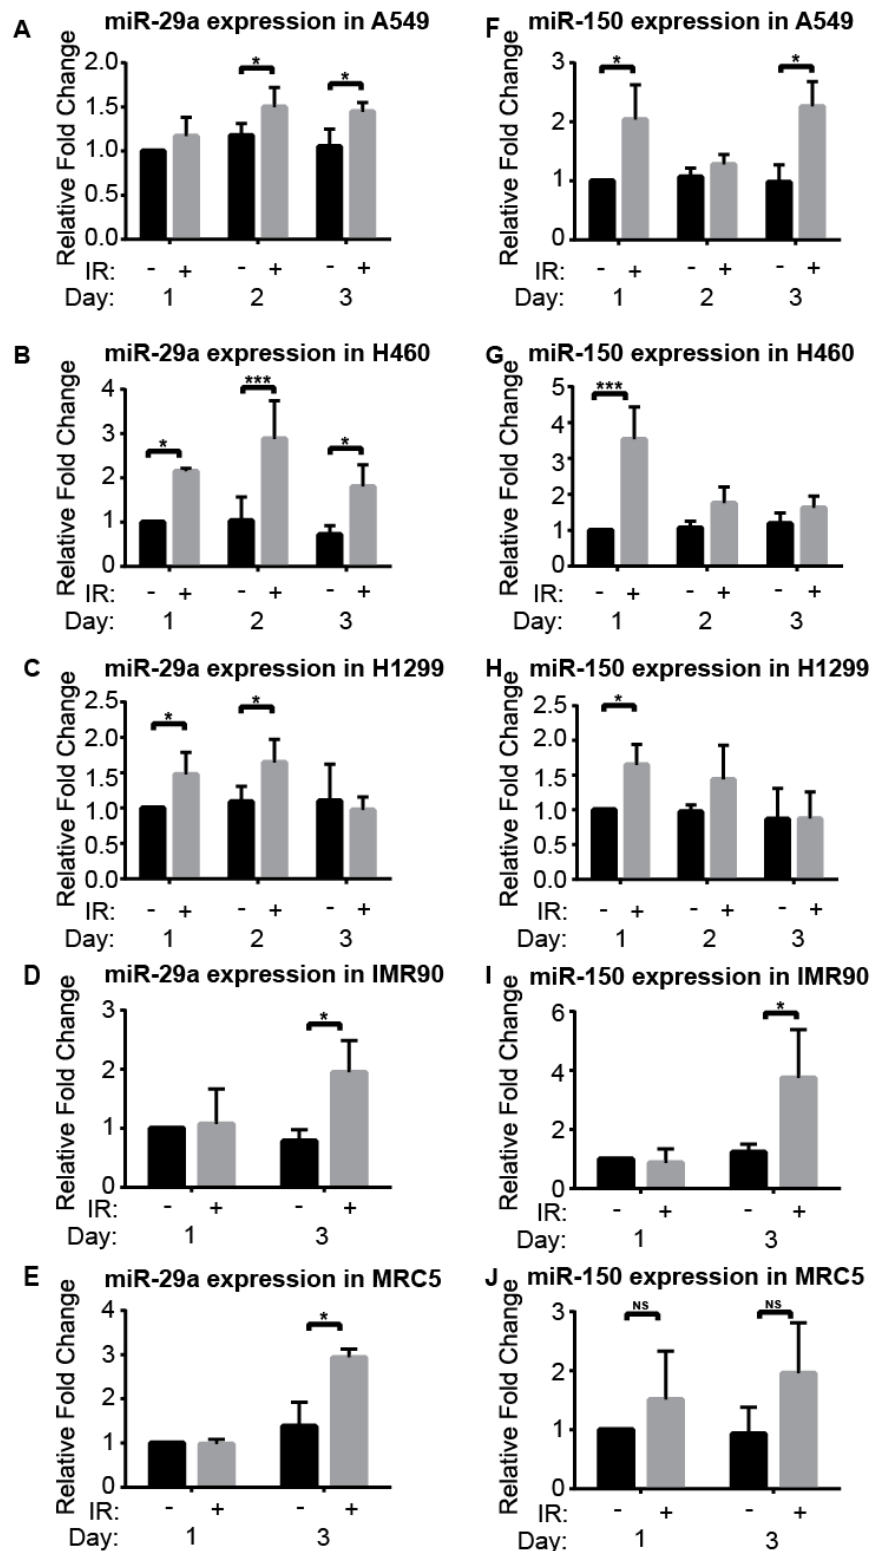 A miR-29a expression in A549
Relative Fold Change
2.0
1.5
1.0
0.5
0.0
* *
IR: - + - + - +
Day: 1 2 3
F miR-150 expression in A549
Relative Fold Change
3
2
1
0
* *
IR: - + - + - +
Day: 1 2 3
B miR-29a expression in H460
Relative Fold Change
4
3
2
1
0
* *** *
IR: - + - + - +
Day: 1 2 3
G miR-150 expression in H460
Relative Fold Change
5
4
3
2
1
0
***
IR: - + - + - +
Day: 1 2 3
C miR-29a expression in H1299
Relative Fold Change
2.5
2.0
1.5
1.0
0.5
0.0
* *
IR: - + - + - +
Day: 1 2 3
H miR-150 expression in H1299
Relative Fold Change
2.5
2.0
1.5
1.0
0.5
0.0
*
IR: - + - + - +
Day: 1 2 3
D miR-29a expression in IMR90
Relative Fold Change
3
2
1
0
*
IR: - + - +
Day: 1 3
I miR-150 expression in IMR90
Relative Fold Change
6
4
2
0
*
IR: - + - +
Day: 1 3
E miR-29a expression in MRC5
Relative Fold Change
4
3
2
1
0
*
IR: - + - +
Day: 1 3
J miR-150 expression in MRC5
Relative Fold Change
3
2
1
0
NS NS
IR: - + - +
Day: 1 3